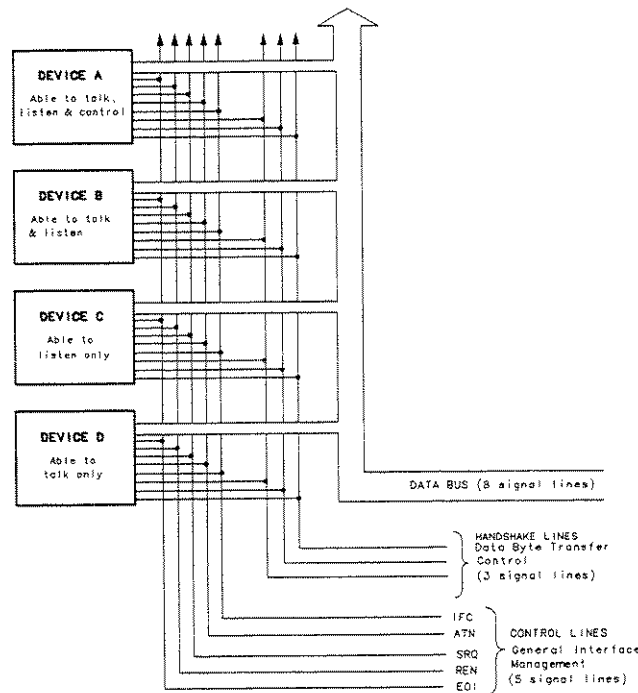 DEVICE A
Able to talk,
listen & control
DEVICE B
Able to talk
& listen
DEVICE C
Able to
listen only
DEVICE D
Able to
talk only
DATA BUS (8 signal lines)
HANDSHAKE LINES
Data Byte Transfer
Control
(3 signal lines)
IFC
ATN
SRQ
REN
EOI
CONTROL LINES
General Interface
Management
(5 signal lines)